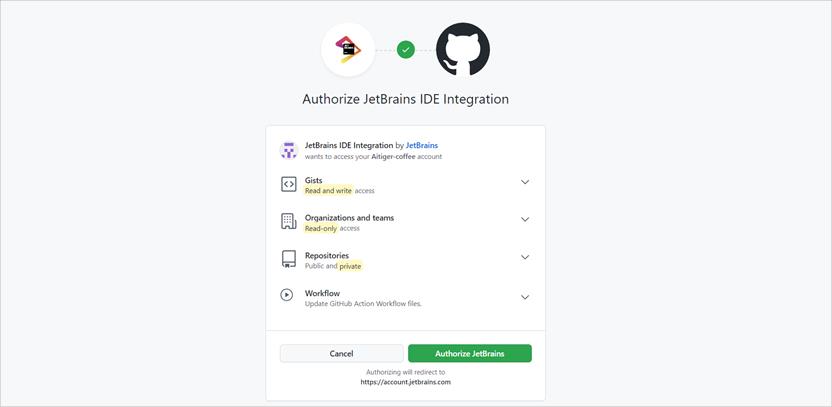 Authorize JetBrains IDE Integration
JetBrains IDE Integration by JetBrains
wants to access your Aitiger-coffee account
Gists
Read and write access
Organizations and teams
Read-only access
Repositories
Public and private
Workflow
Update GitHub Action Workflow files.
Cancel
Authorize JetBrains
Authorizing will redirect to
https://account.jetbrains.com